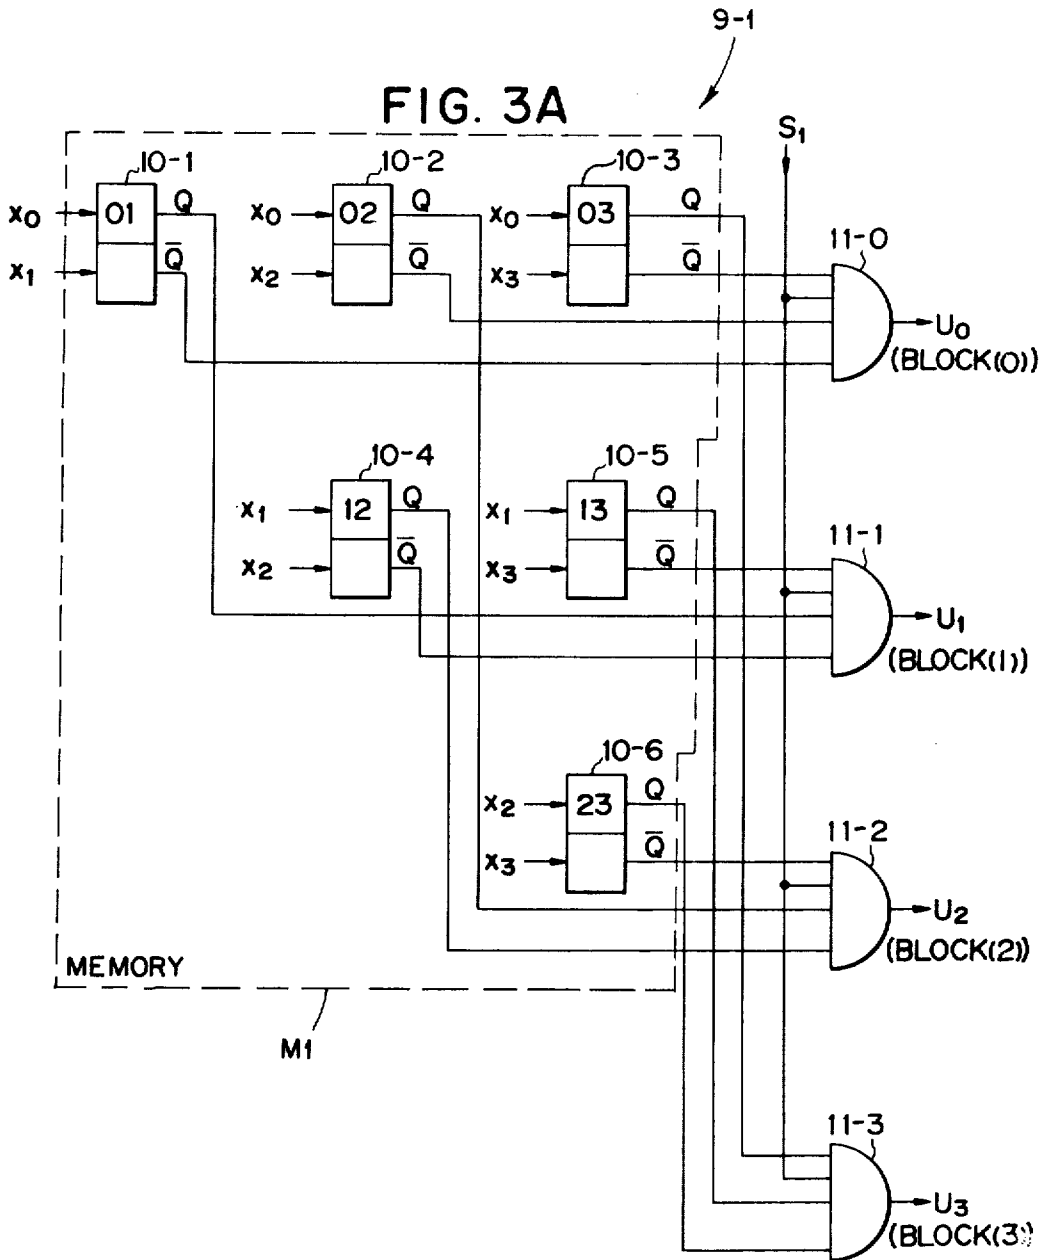 9-1
FIG. 3A
S1
10-1
10-2
10-3
x0
01
Q
x0
02
Q
x0
03
Q
11-0
x1
Q̅
x2
Q̅
x3
Q̅
U0
(BLOCK(0))
10-4
10-5
x1
12
Q
x1
13
Q
11-1
x2
Q̅
x3
Q̅
U1
(BLOCK(1))
10-6
x2
23
Q
11-2
x3
Q̅
U2
(BLOCK(2))
MEMORY
M1
11-3
U3
(BLOCK(3))